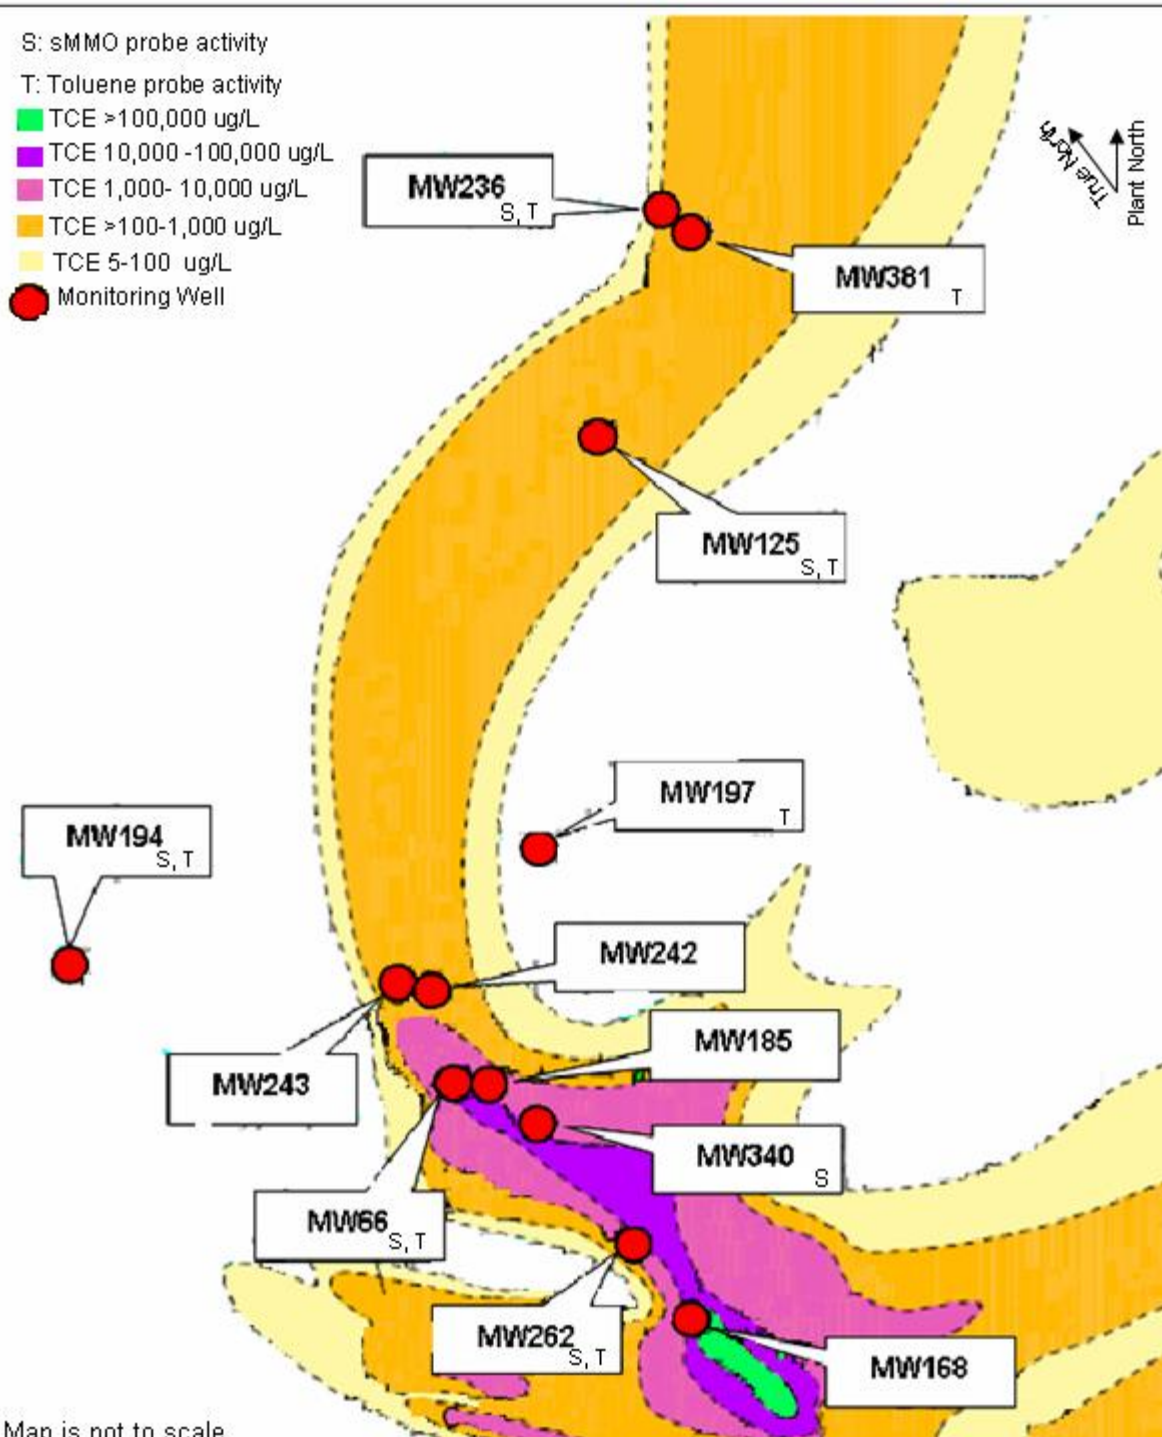 S: sMMO probe activity
T: Toluene probe activity
TCE >100,000 ug/L
TCE 10,000 -100,000 ug/L
TCE 1,000- 10,000 ug/L
TCE >100-1,000 ug/L
TCE 5-100 ug/L
Monitoring Well
True North
Plant North
MW236
S, T
MW381
T
MW125
S, T
MW197
T
MW194
S, T
MW242
MW185
MW243
MW340
S
MW66
S, T
MW262
S, T
MW168
Map is not to scale